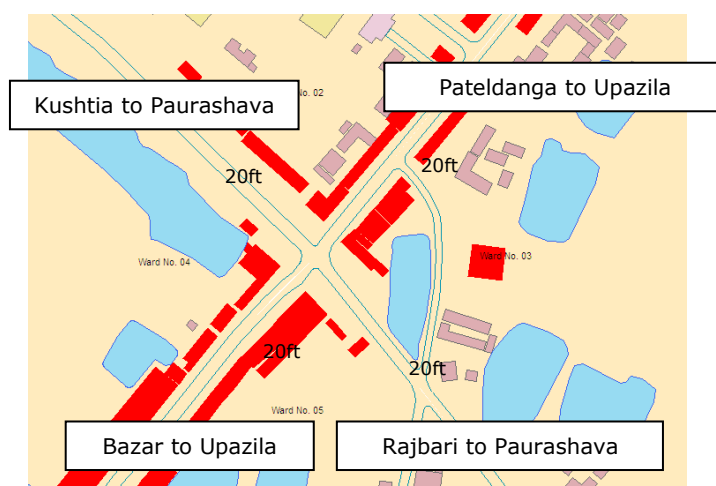 Pateldanga to Upazila
Kushtia to Paurashava
Ward No. 02
20ft
20ft
Ward No. 03
Ward No. 04
20ft
20ft
Ward No. 05
Bazar to Upazila
Rajbari to Paurashava